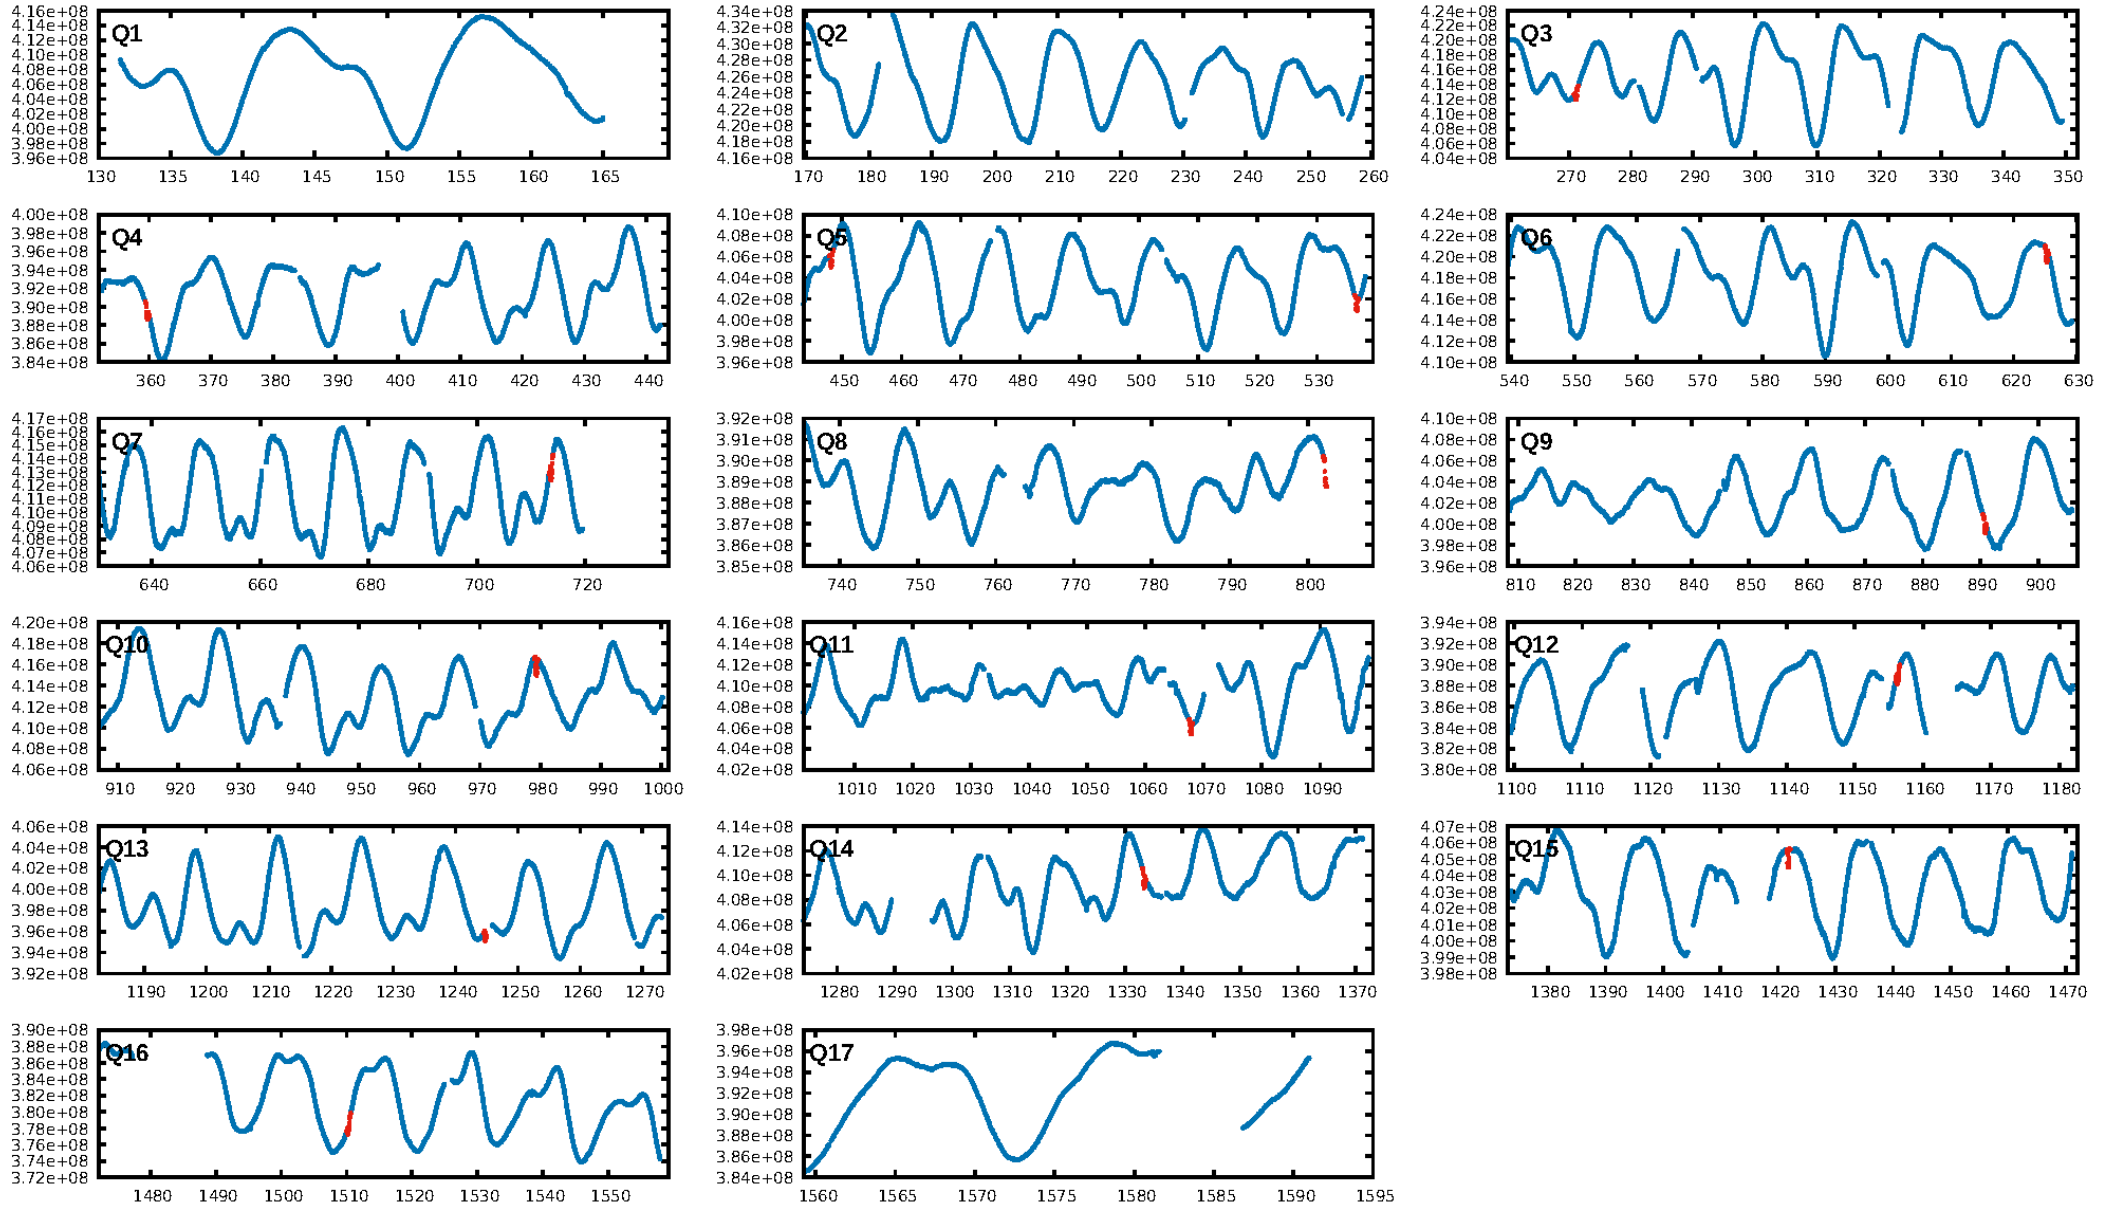 4.16e+08
4.14e+08
4.12e+08
4.10e+08
4.08e+08
4.06e+08
4.04e+08
4.02e+08
4.00e+08
3.98e+08
3.96e+08
Q1
130 135 140 145 150 155 160 165
4.34e+08
4.32e+08
4.30e+08
4.28e+08
4.26e+08
4.24e+08
4.22e+08
4.20e+08
4.18e+08
4.16e+08
Q2
170 180 190 200 210 220 230 240 250 260
4.24e+08
4.22e+08
4.20e+08
4.18e+08
4.16e+08
4.14e+08
4.12e+08
4.10e+08
4.08e+08
4.06e+08
4.04e+08
Q3
270 280 290 300 310 320 330 340 350
4.00e+08
3.98e+08
3.96e+08
3.94e+08
3.92e+08
3.90e+08
3.88e+08
3.86e+08
3.84e+08
Q4
360 370 380 390 400 410 420 430 440
4.10e+08
4.08e+08
4.06e+08
4.04e+08
4.02e+08
4.00e+08
3.98e+08
3.96e+08
Q5
450 460 470 480 490 500 510 520 530
4.24e+08
4.22e+08
4.20e+08
4.18e+08
4.16e+08
4.14e+08
4.12e+08
4.10e+08
Q6
540 550 560 570 580 590 600 610 620 630
4.17e+08
4.16e+08
4.15e+08
4.14e+08
4.13e+08
4.12e+08
4.11e+08
4.10e+08
4.09e+08
4.08e+08
4.07e+08
4.06e+08
Q7
640 660 680 700 720
3.92e+08
3.91e+08
3.90e+08
3.89e+08
3.88e+08
3.87e+08
3.86e+08
3.85e+08
Q8
740 750 760 770 780 790 800
4.10e+08
4.08e+08
4.06e+08
4.04e+08
4.02e+08
4.00e+08
3.98e+08
3.96e+08
Q9
810 820 830 840 850 860 870 880 890 900
4.20e+08
4.18e+08
4.16e+08
4.14e+08
4.12e+08
4.10e+08
4.08e+08
4.06e+08
Q10
910 920 930 940 950 960 970 980 990 1000
4.16e+08
4.14e+08
4.12e+08
4.10e+08
4.08e+08
4.06e+08
4.04e+08
4.02e+08
Q11
1010 1020 1030 1040 1050 1060 1070 1080 1090
3.94e+08
3.92e+08
3.90e+08
3.88e+08
3.86e+08
3.84e+08
3.82e+08
3.80e+08
Q12
1100 1110 1120 1130 1140 1150 1160 1170 1180
4.06e+08
4.04e+08
4.02e+08
4.00e+08
3.98e+08
3.96e+08
3.94e+08
3.92e+08
Q13
1190 1200 1210 1220 1230 1240 1250 1260 1270
4.14e+08
4.12e+08
4.10e+08
4.08e+08
4.06e+08
4.04e+08
4.02e+08
Q14
1280 1290 1300 1310 1320 1330 1340 1350 1360 1370
4.07e+08
4.06e+08
4.05e+08
4.04e+08
4.03e+08
4.02e+08
4.01e+08
4.00e+08
3.99e+08
3.98e+08
Q15
1380 1390 1400 1410 1420 1430 1440 1450 1460 1470
3.90e+08
3.88e+08
3.86e+08
3.84e+08
3.82e+08
3.80e+08
3.78e+08
3.76e+08
3.74e+08
3.72e+08
Q16
1480 1490 1500 1510 1520 1530 1540 1550
3.98e+08
3.96e+08
3.94e+08
3.92e+08
3.90e+08
3.88e+08
3.86e+08
3.84e+08
Q17
1560 1565 1570 1575 1580 1585 1590 1595